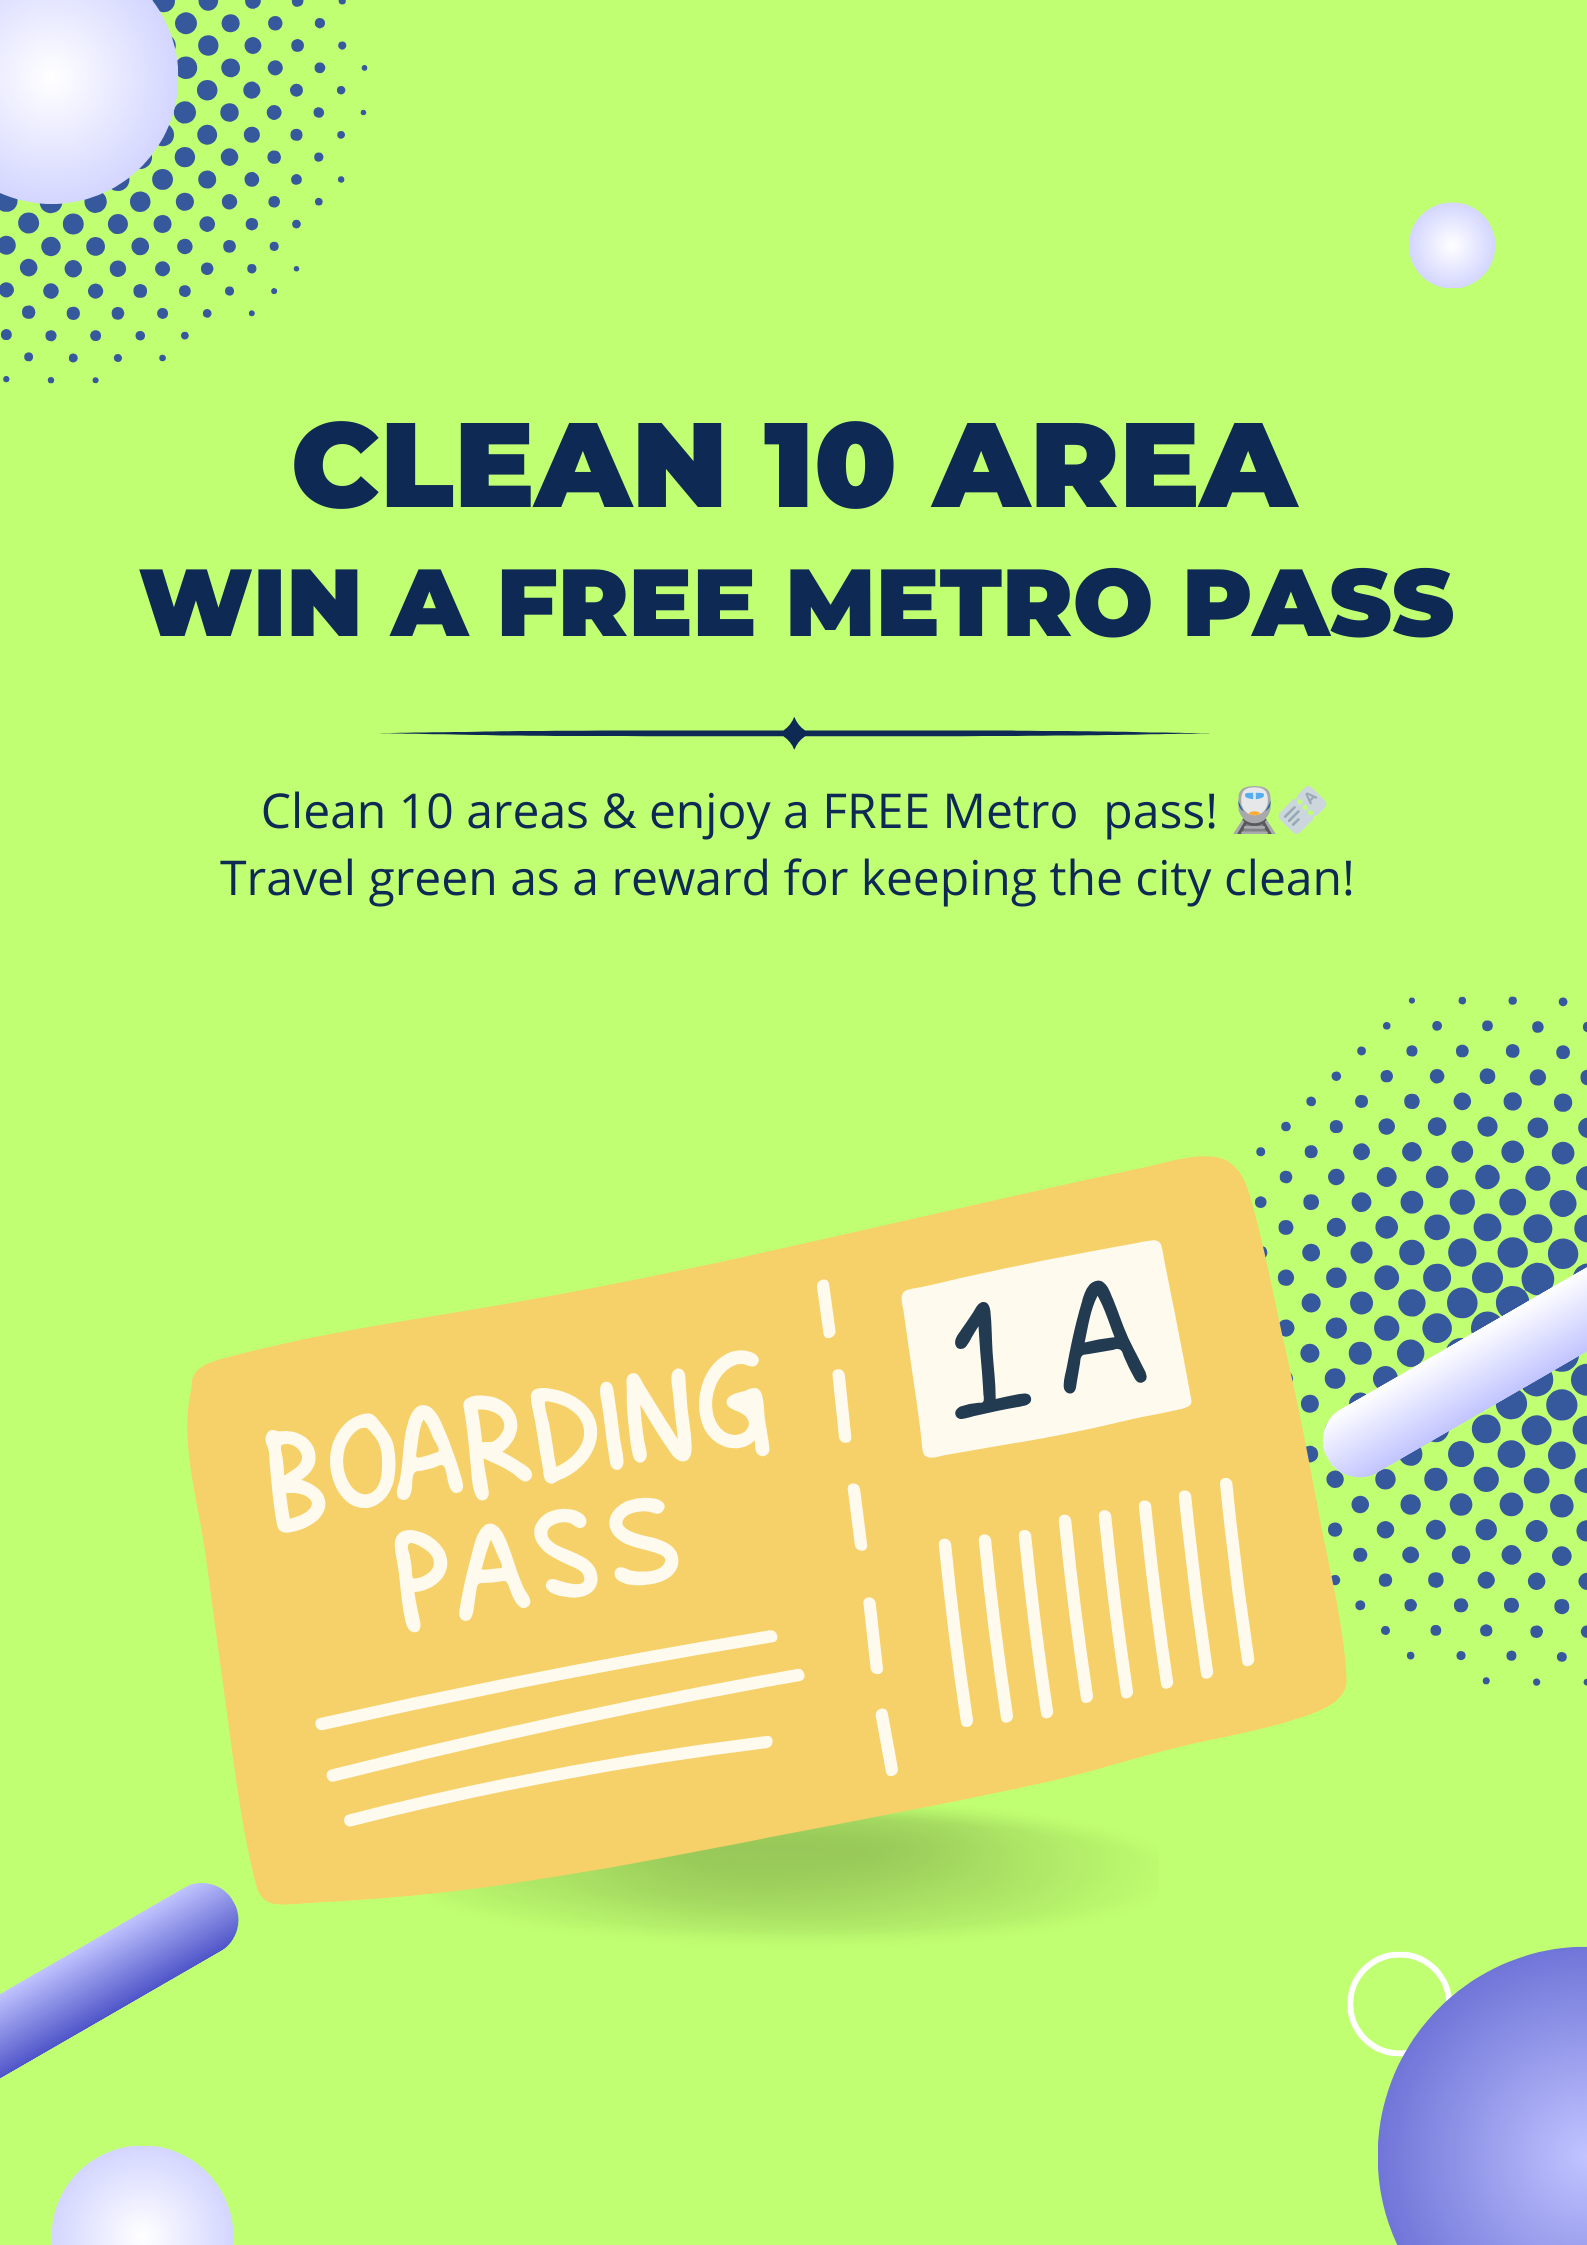 CLEAN 10 AREA
WIN A FREE METRO PASS
Clean 10 areas & enjoy a FREE Metro  pass! 🚆🎫
Travel green as a reward for keeping the city clean!
BOARDING
PASS
1 A